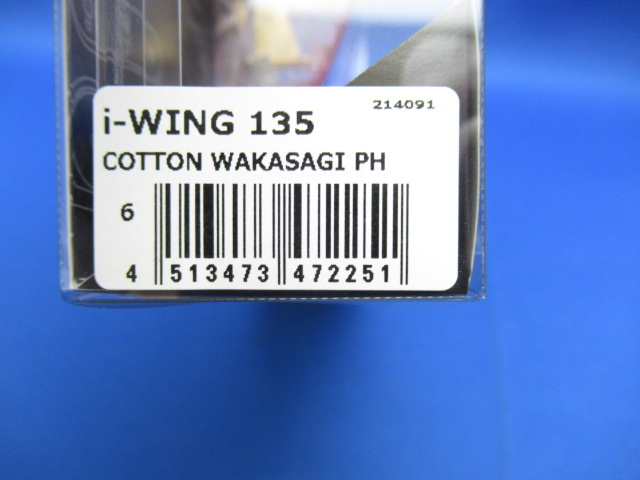 214091
i-WING 135
COTTON WAKASAGI PH
6
4 513473 472251